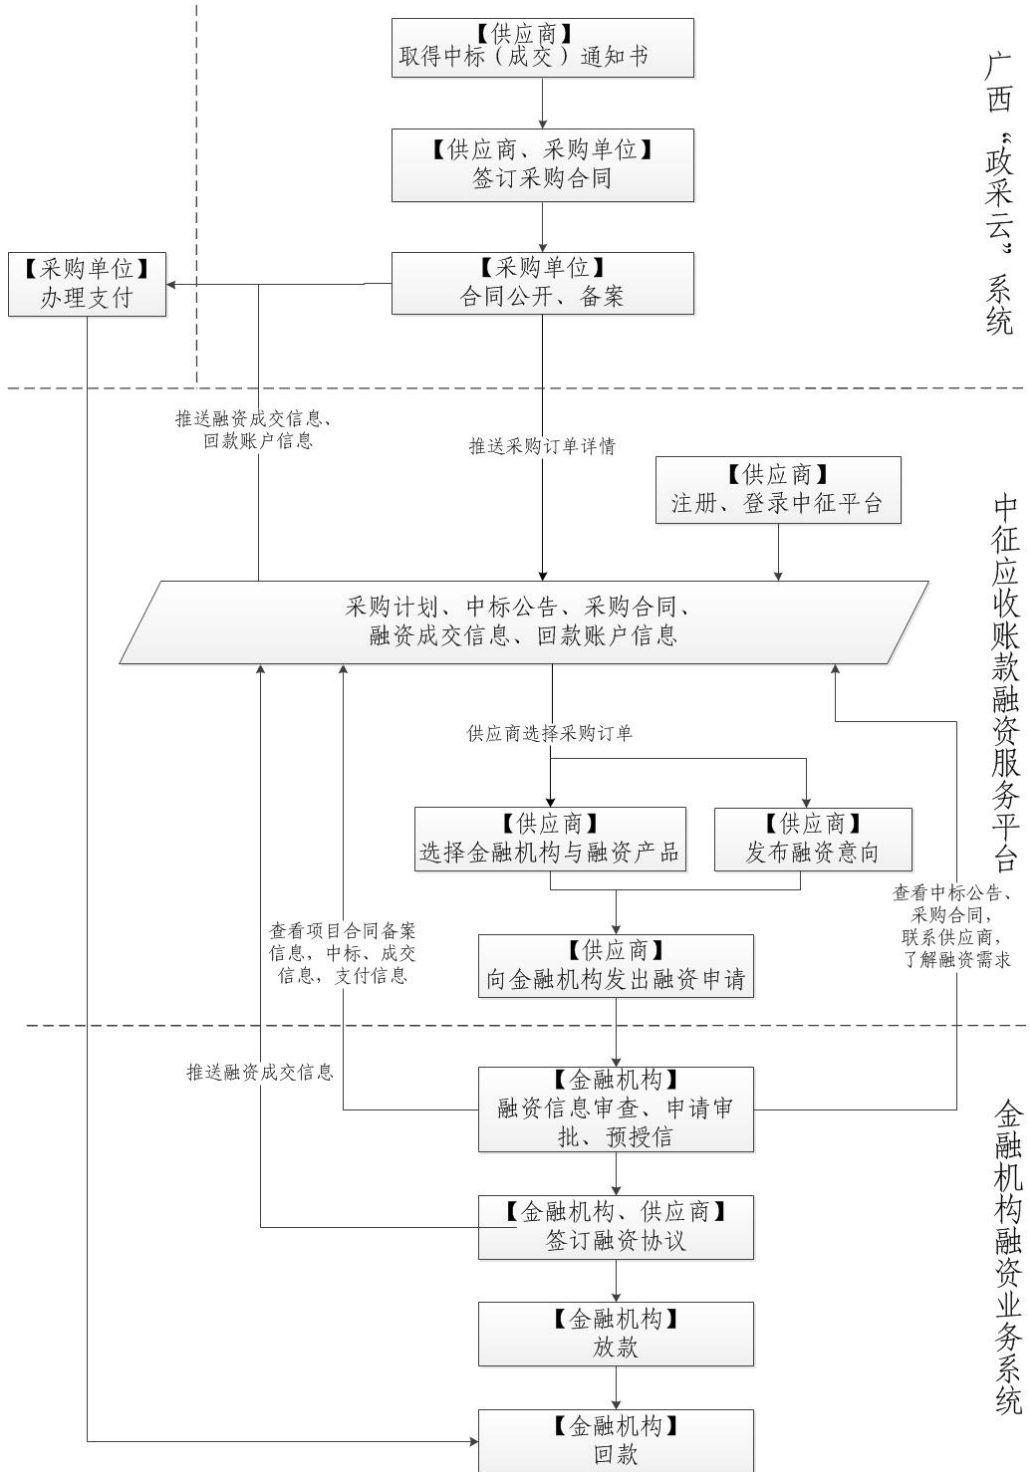 【供应商】
取得中标（成交）通知书
广西“政采云”系统
【供应商、采购单位】
签订采购合同
【采购单位】
办理支付
【采购单位】
合同公开、备案
推送融资成交信息、
回款账户信息
推送采购订单详情
【供应商】
注册、登录中征平台
中征应收账款融资服务平台
采购计划、中标公告、采购合同、
融资成交信息、回款账户信息
供应商选择采购订单
【供应商】
选择金融机构与融资产品
【供应商】
发布融资意向
查看项目合同备案
信息，中标、成交
信息，支付信息
【供应商】
向金融机构发出融资申请
查看中标公告、
采购合同，
联系供应商，
了解融资需求
推送融资成交信息
【金融机构】
融资信息审查、申请审
批、预授信
金融机构融资业务系统
【金融机构、供应商】
签订融资协议
【金融机构】
放款
【金融机构】
回款